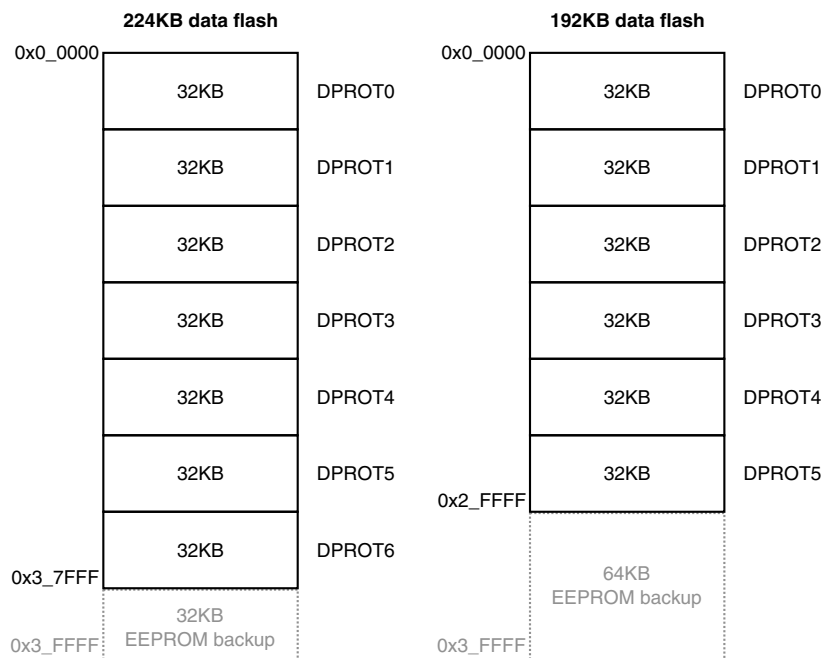 224KB data flash
0x0_0000
32KB
DPROT0
32KB
DPROT1
32KB
DPROT2
32KB
DPROT3
32KB
DPROT4
32KB
DPROT5
32KB
DPROT6
0x3_7FFF
32KB
EEPROM backup
0x3_FFFF
192KB data flash
0x0_0000
32KB
DPROT0
32KB
DPROT1
32KB
DPROT2
32KB
DPROT3
32KB
DPROT4
32KB
DPROT5
0x2_FFFF
64KB
EEPROM backup
0x3_FFFF